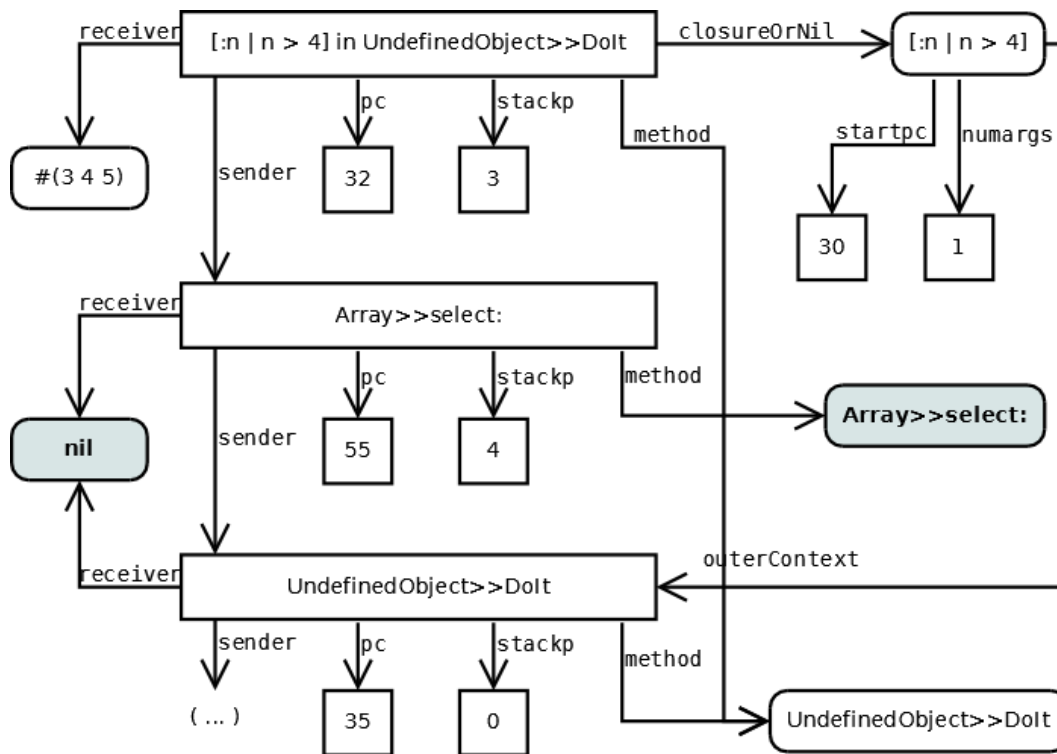 receiver
[:n | n > 4] in UndefinedObject>>DoIt
closureOrNil
[:n | n > 4]
pc
stackp
method
startpc
numargs
#(3 4 5)
sender
32
3
30
1
receiver
Array>>select:
pc
stackp
method
nil
sender
55
4
Array>>select:
receiver
UndefinedObject>>DoIt
outerContext
sender
pc
stackp
method
(...)
35
0
UndefinedObject>>DoIt